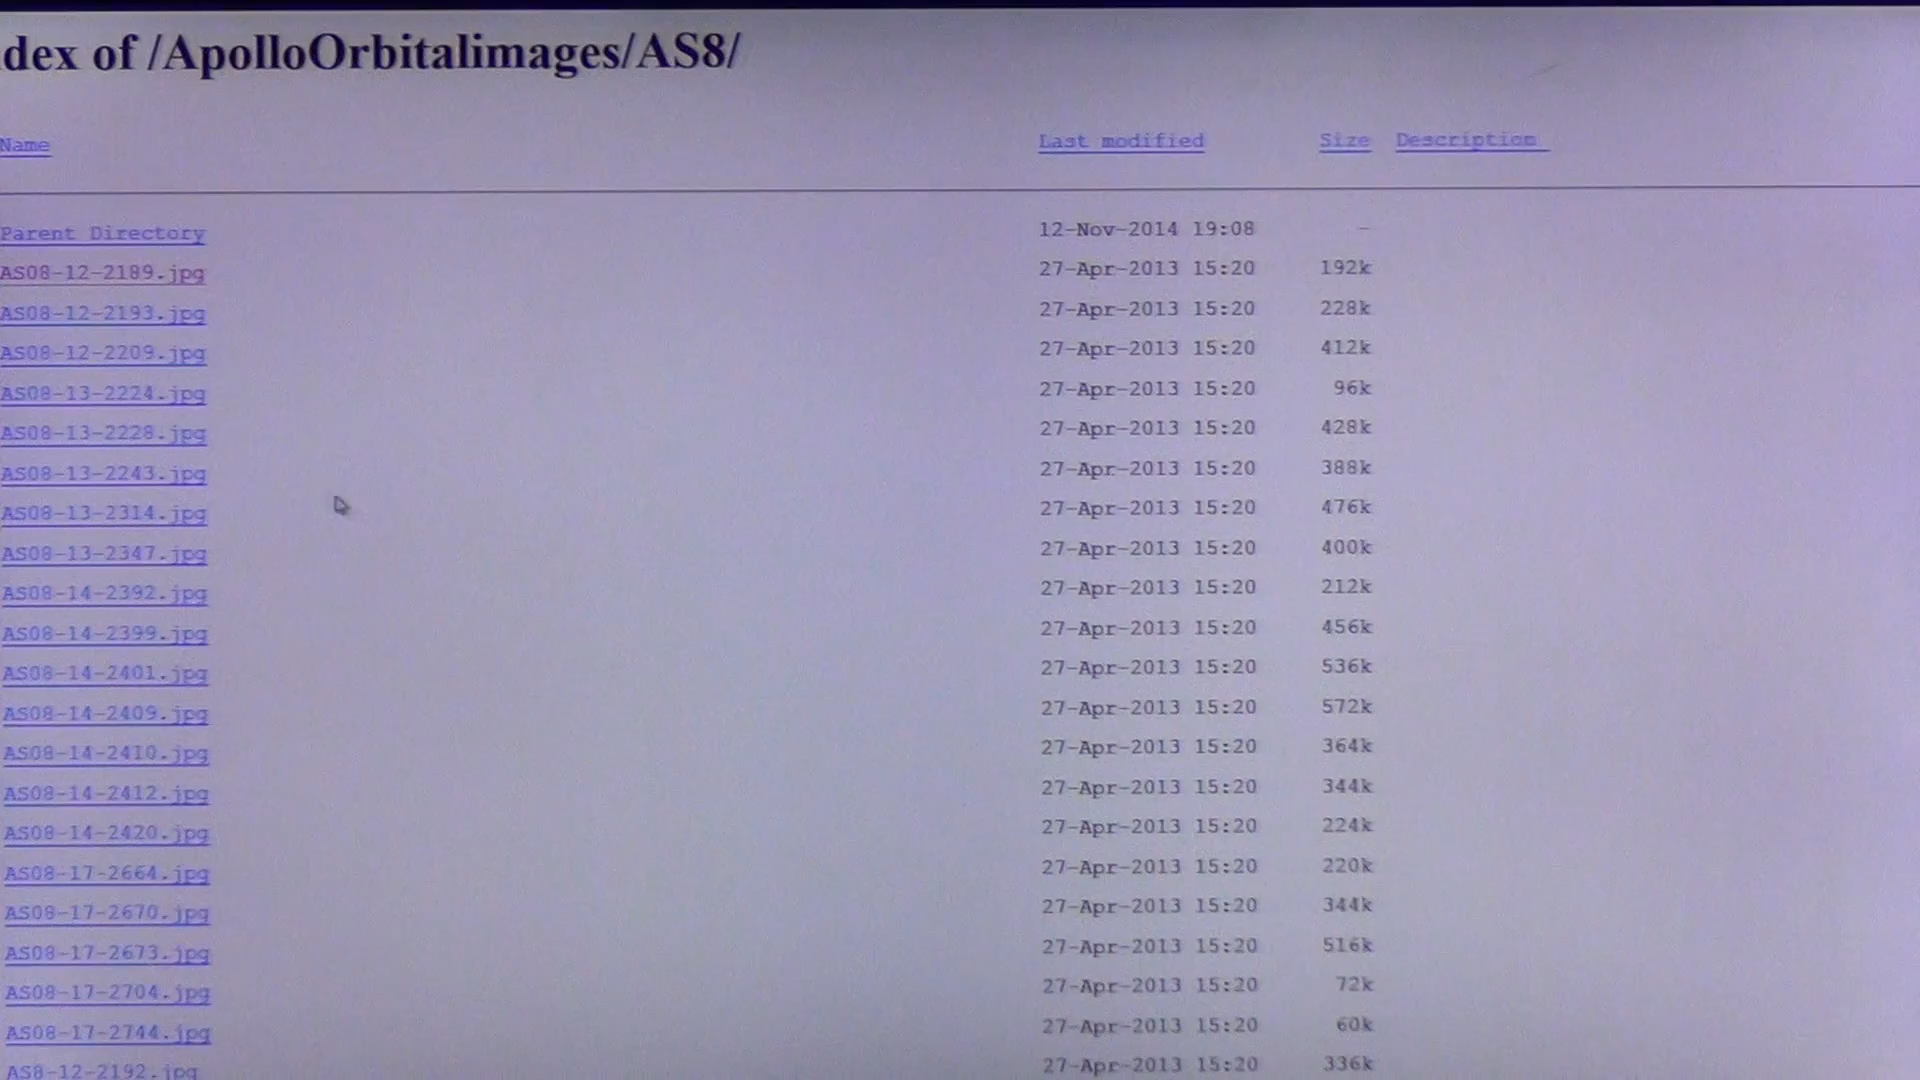 dex of /ApolloOrbitalimages/AS8/
Name Last modified Size Description
Parent Directory 12-Nov-2014 19:08 -
AS08-12-2189.jpg 27-Apr-2013 15:20 192k
AS08-12-2193.jpg 27-Apr-2013 15:20 228k
AS08-12-2209.jpg 27-Apr-2013 15:20 412k
AS08-13-2224.jpg 27-Apr-2013 15:20 96k
AS08-13-2228.jpg 27-Apr-2013 15:20 428k
AS08-13-2243.jpg 27-Apr-2013 15:20 388k
AS08-13-2314.jpg 27-Apr-2013 15:20 476k
AS08-13-2347.jpg 27-Apr-2013 15:20 400k
AS08-14-2392.jpg 27-Apr-2013 15:20 212k
AS08-14-2399.jpg 27-Apr-2013 15:20 456k
AS08-14-2401.jpg 27-Apr-2013 15:20 536k
AS08-14-2409.jpg 27-Apr-2013 15:20 572k
AS08-14-2410.jpg 27-Apr-2013 15:20 364k
AS08-14-2412.jpg 27-Apr-2013 15:20 344k
AS08-14-2420.jpg 27-Apr-2013 15:20 224k
AS08-17-2664.jpg 27-Apr-2013 15:20 220k
AS08-17-2670.jpg 27-Apr-2013 15:20 344k
AS08-17-2673.jpg 27-Apr-2013 15:20 516k
AS08-17-2704.jpg 27-Apr-2013 15:20 72k
AS08-17-2744.jpg 27-Apr-2013 15:20 60k
AS8-12-2192.jpg 27-Apr-2013 15:20 336k